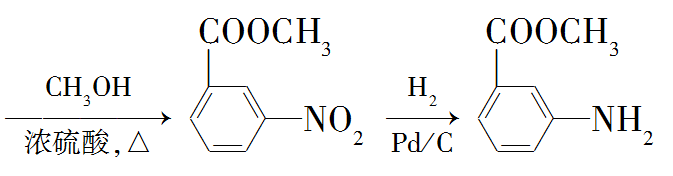 COOCH₃
COOCH₃
CH₃OH
浓硫酸,△
NO₂
H₂
Pd/C
NH₂